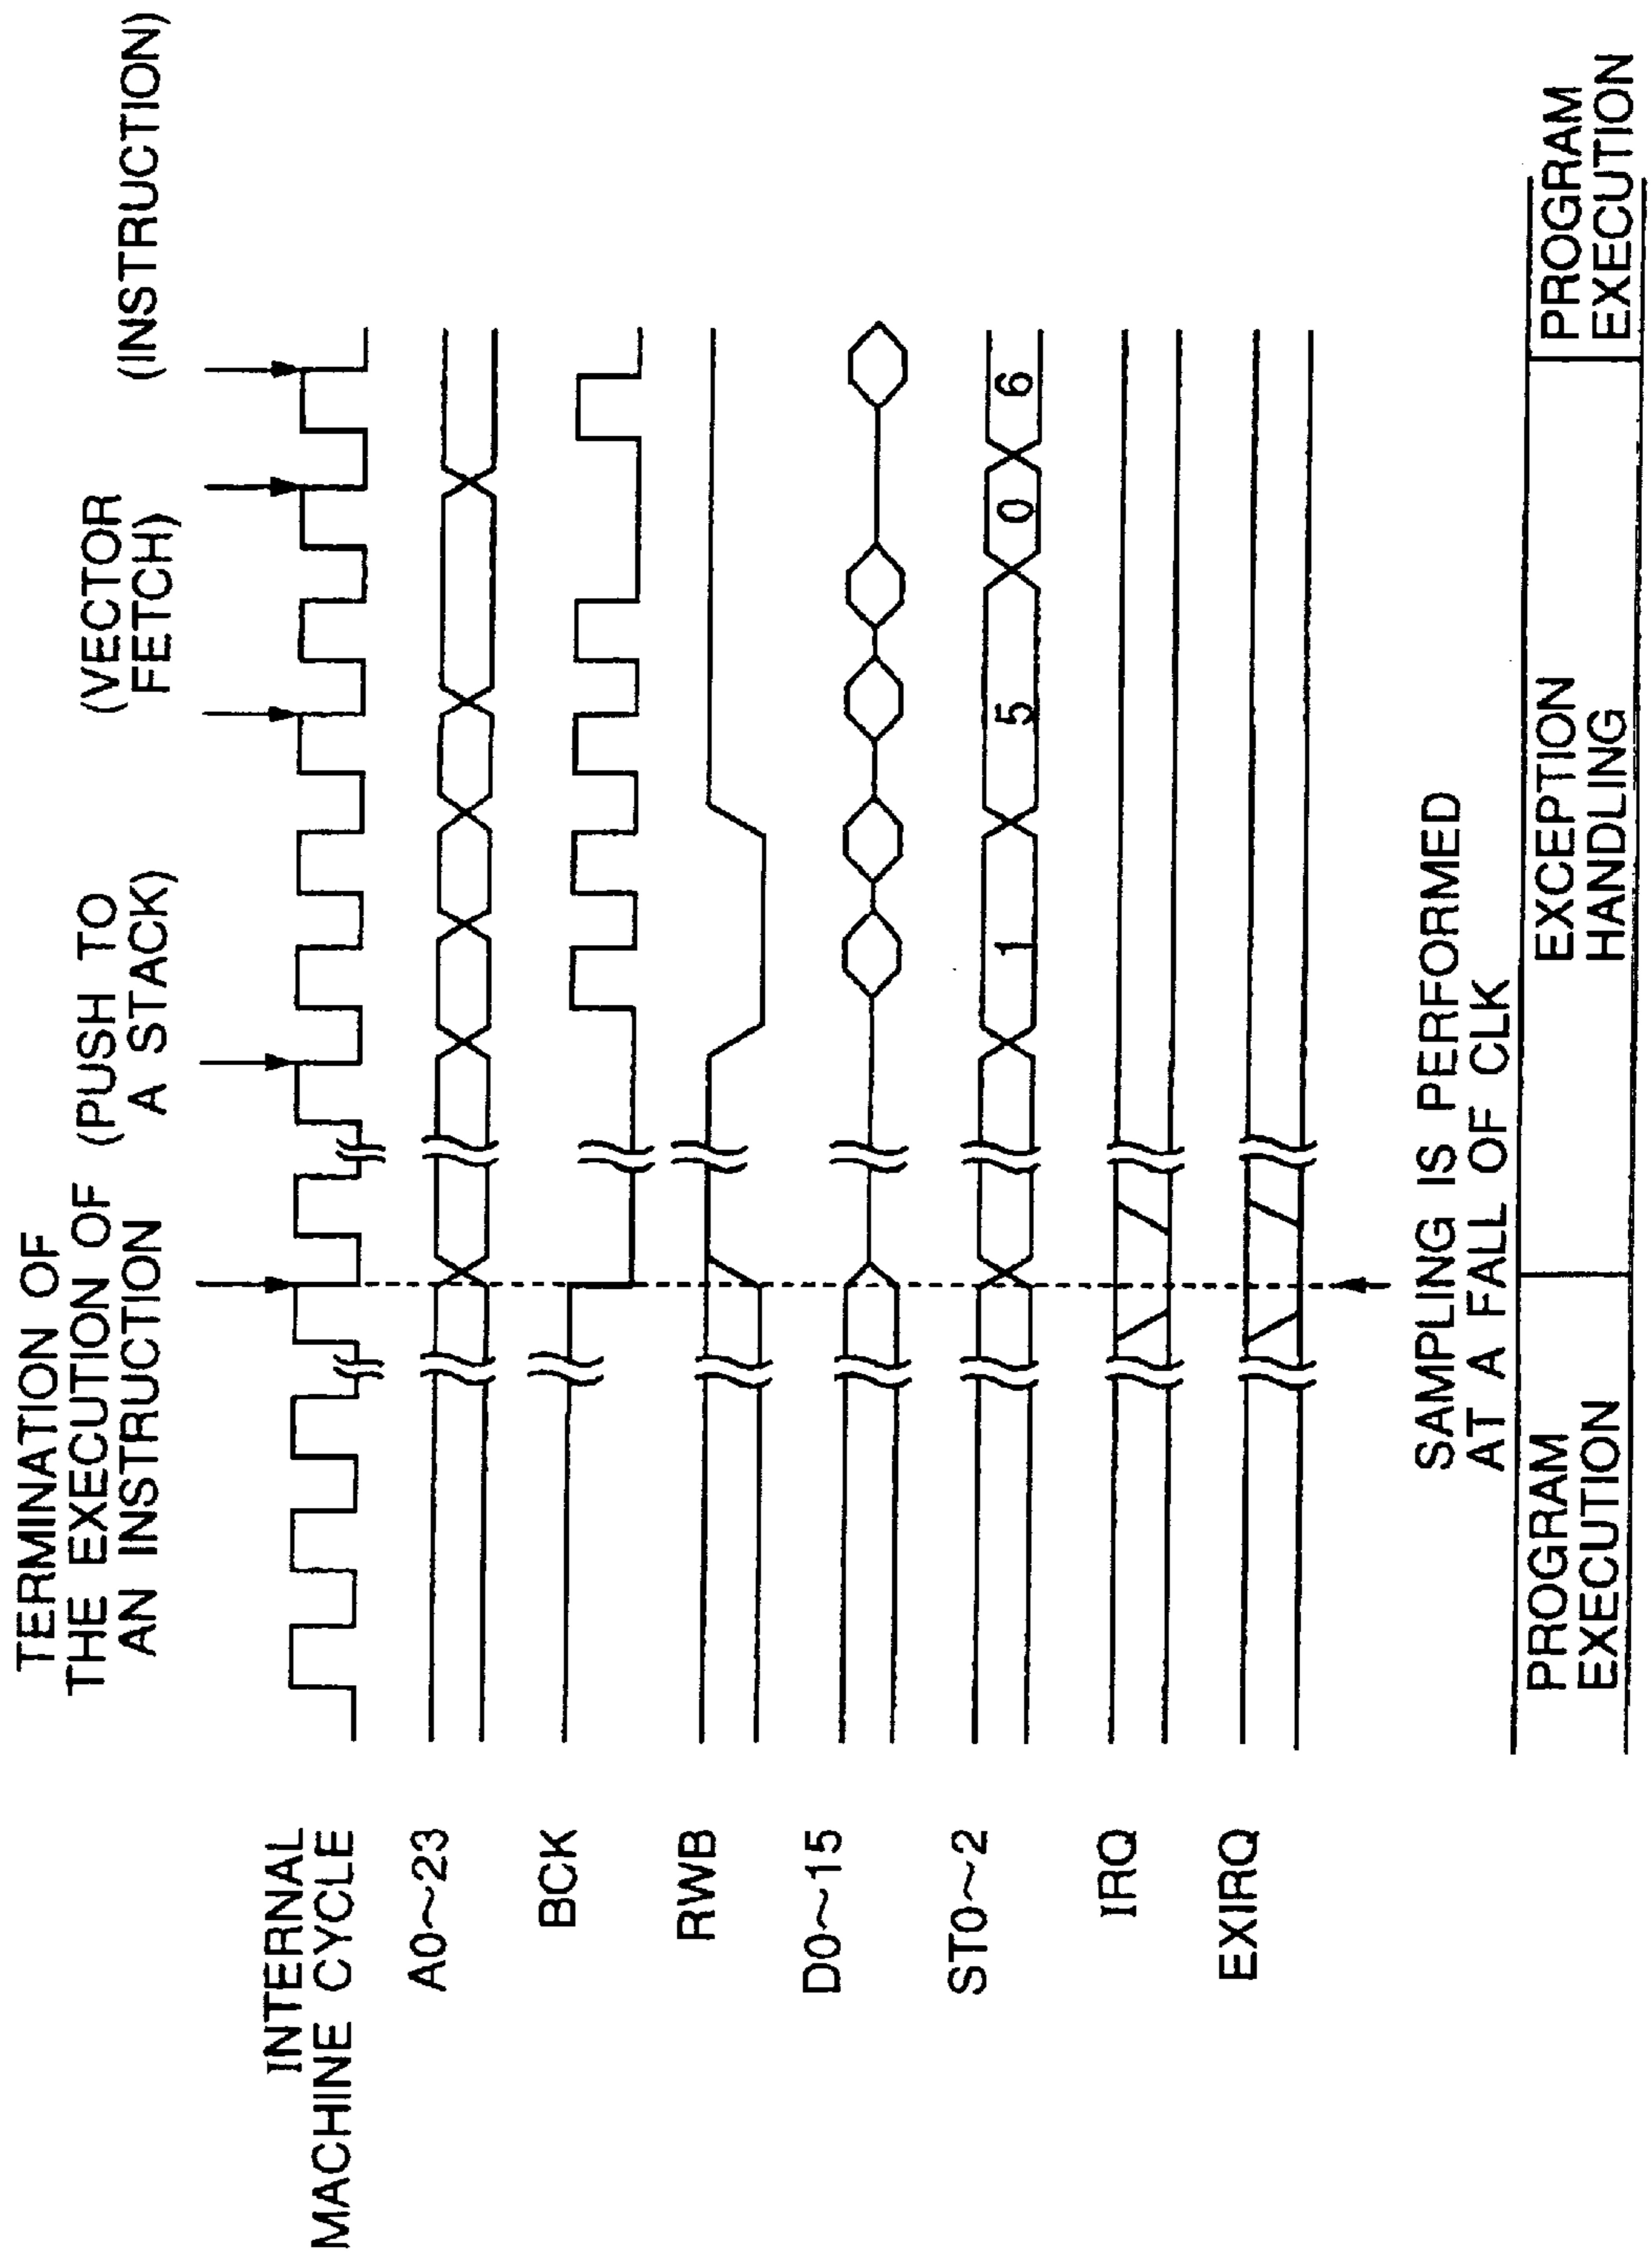 TERMINATION OF
THE EXECUTION OF
AN INSTRUCTION
(PUSH TO
A STACK)
(VECTOR
FETCH)
(INSTRUCTION)
INTERNAL
MACHINE CYCLE
A0~23
BCK
RWB
D0~15
ST0~2
1
5
0
6
IRQ
EXIRQ
SAMPLING IS PERFORMED
AT A FALL OF CLK
PROGRAM
EXECUTION
EXCEPTION
HANDLING
PROGRAM
EXECUTION